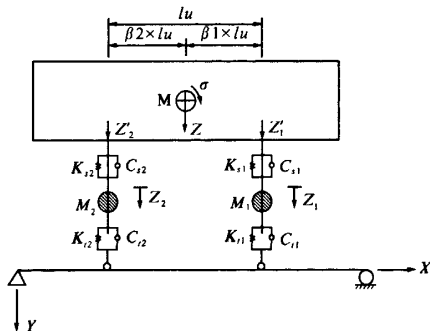 lu
β2×lu β1×lu
M σ
Z
Z′₂ Z′₁
Kₛ₂ Cₛ₂ Kₛ₁ Cₛ₁
M₂ Z₂ M₁ Z₁
Kₜ₂ Cₜ₂ Kₜ₁ Cₜ₁
X
Y